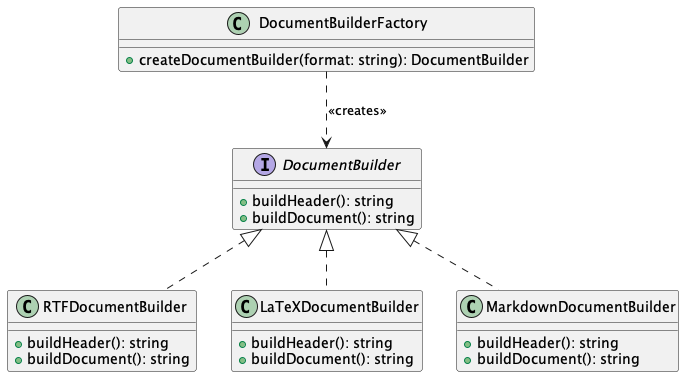 C DocumentBuilderFactory
+ createDocumentBuilder(format: string): DocumentBuilder
«creates»
I DocumentBuilder
+ buildHeader(): string
+ buildDocument(): string
C RTFDocumentBuilder
+ buildHeader(): string
+ buildDocument(): string
C LaTeXDocumentBuilder
+ buildHeader(): string
+ buildDocument(): string
C MarkdownDocumentBuilder
+ buildHeader(): string
+ buildDocument(): string